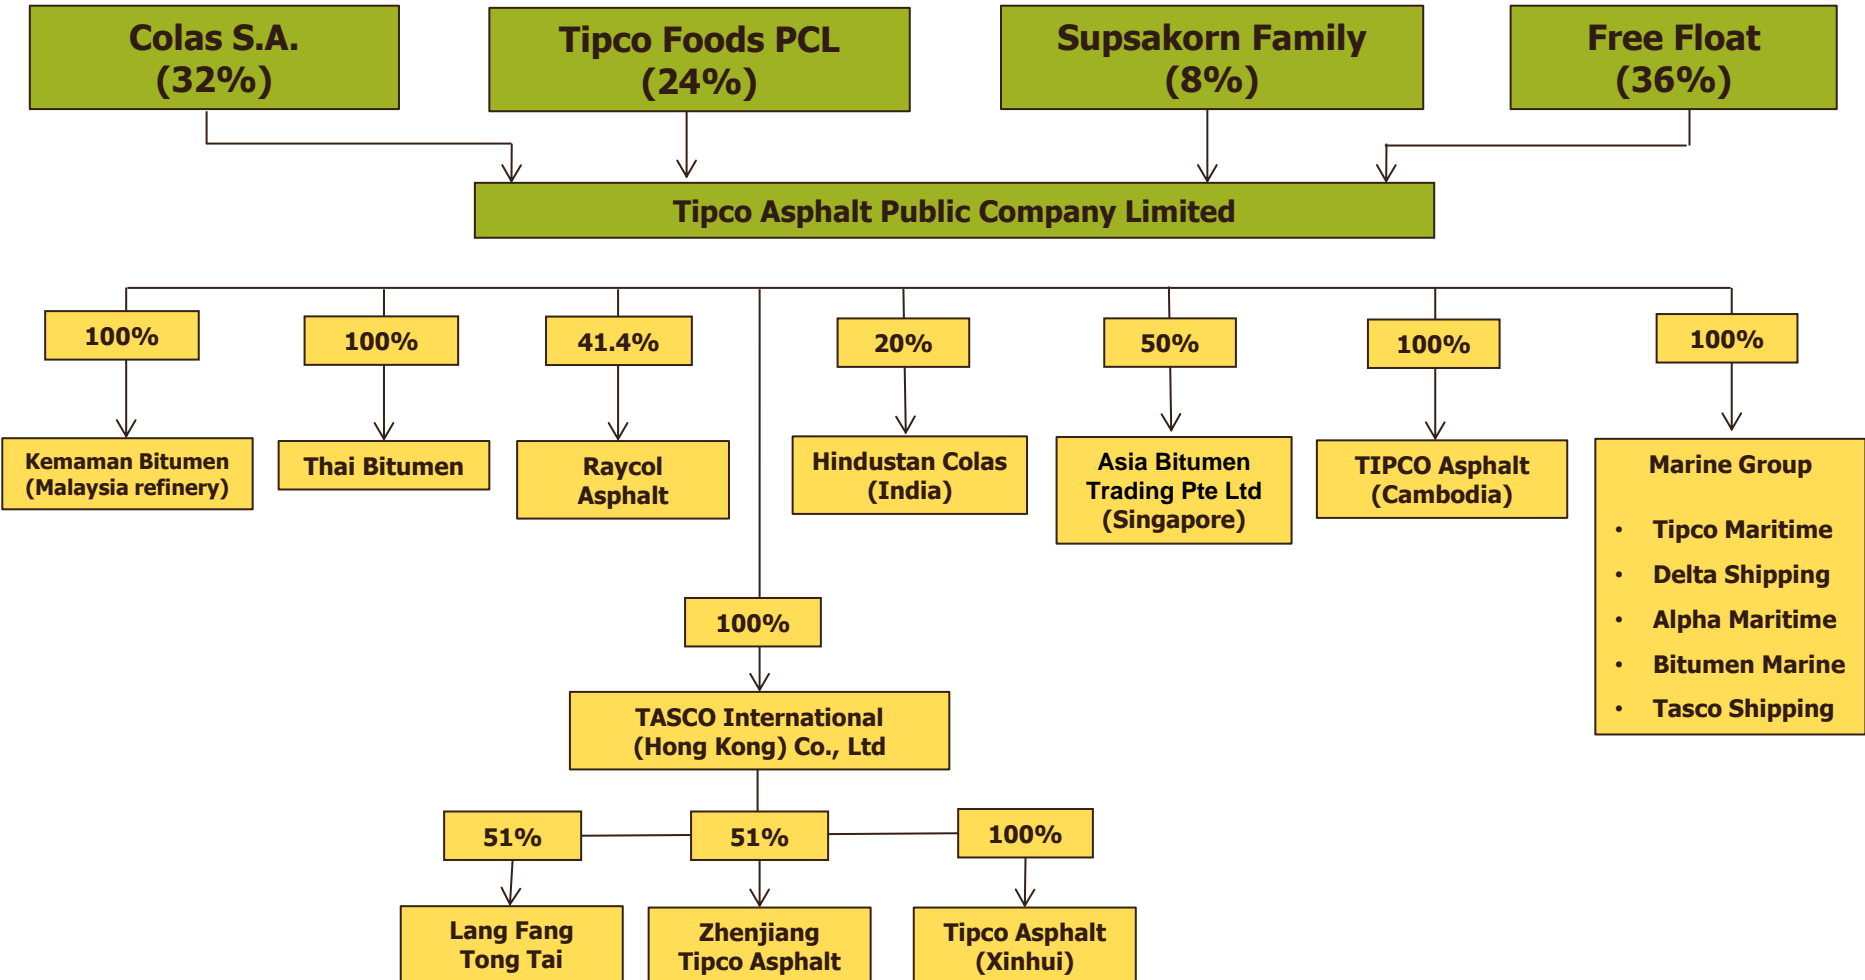 Colas S.A.
(32%)
Tipco Foods PCL
(24%)
Supsakorn Family
(8%)
Free Float
(36%)
Tipco Asphalt Public Company Limited
100%
100%
41.4%
20%
50%
100%
100%
Kemaman Bitumen
(Malaysia refinery)
Thai Bitumen
Raycol
Asphalt
Hindustan Colas
(India)
Asia Bitumen
Trading Pte Ltd
(Singapore)
TIPCO Asphalt
(Cambodia)
Marine Group
• Tipco Maritime
• Delta Shipping
• Alpha Maritime
• Bitumen Marine
• Tasco Shipping
100%
TASCO International
(Hong Kong) Co., Ltd
51%
51%
100%
Lang Fang
Tong Tai
Zhenjiang
Tipco Asphalt
Tipco Asphalt
(Xinhui)